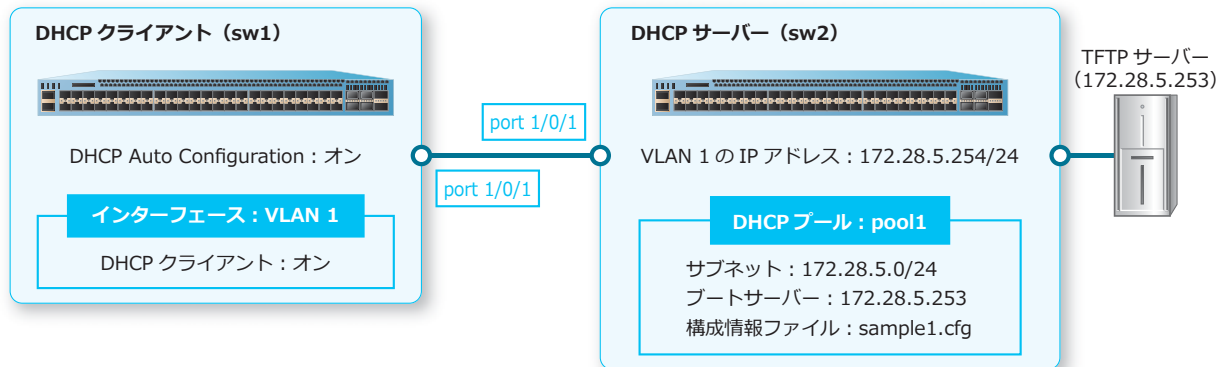 DHCP クライアント（sw1）
DHCP Auto Configuration：オン
インターフェース：VLAN 1
DHCP クライアント：オン
port 1/0/1
port 1/0/1
DHCP サーバー（sw2）
VLAN 1 の IP アドレス：172.28.5.254/24
DHCP プール：pool1
サブネット：172.28.5.0/24
ブートサーバー：172.28.5.253
構成情報ファイル：sample1.cfg
TFTP サーバー
（172.28.5.253）